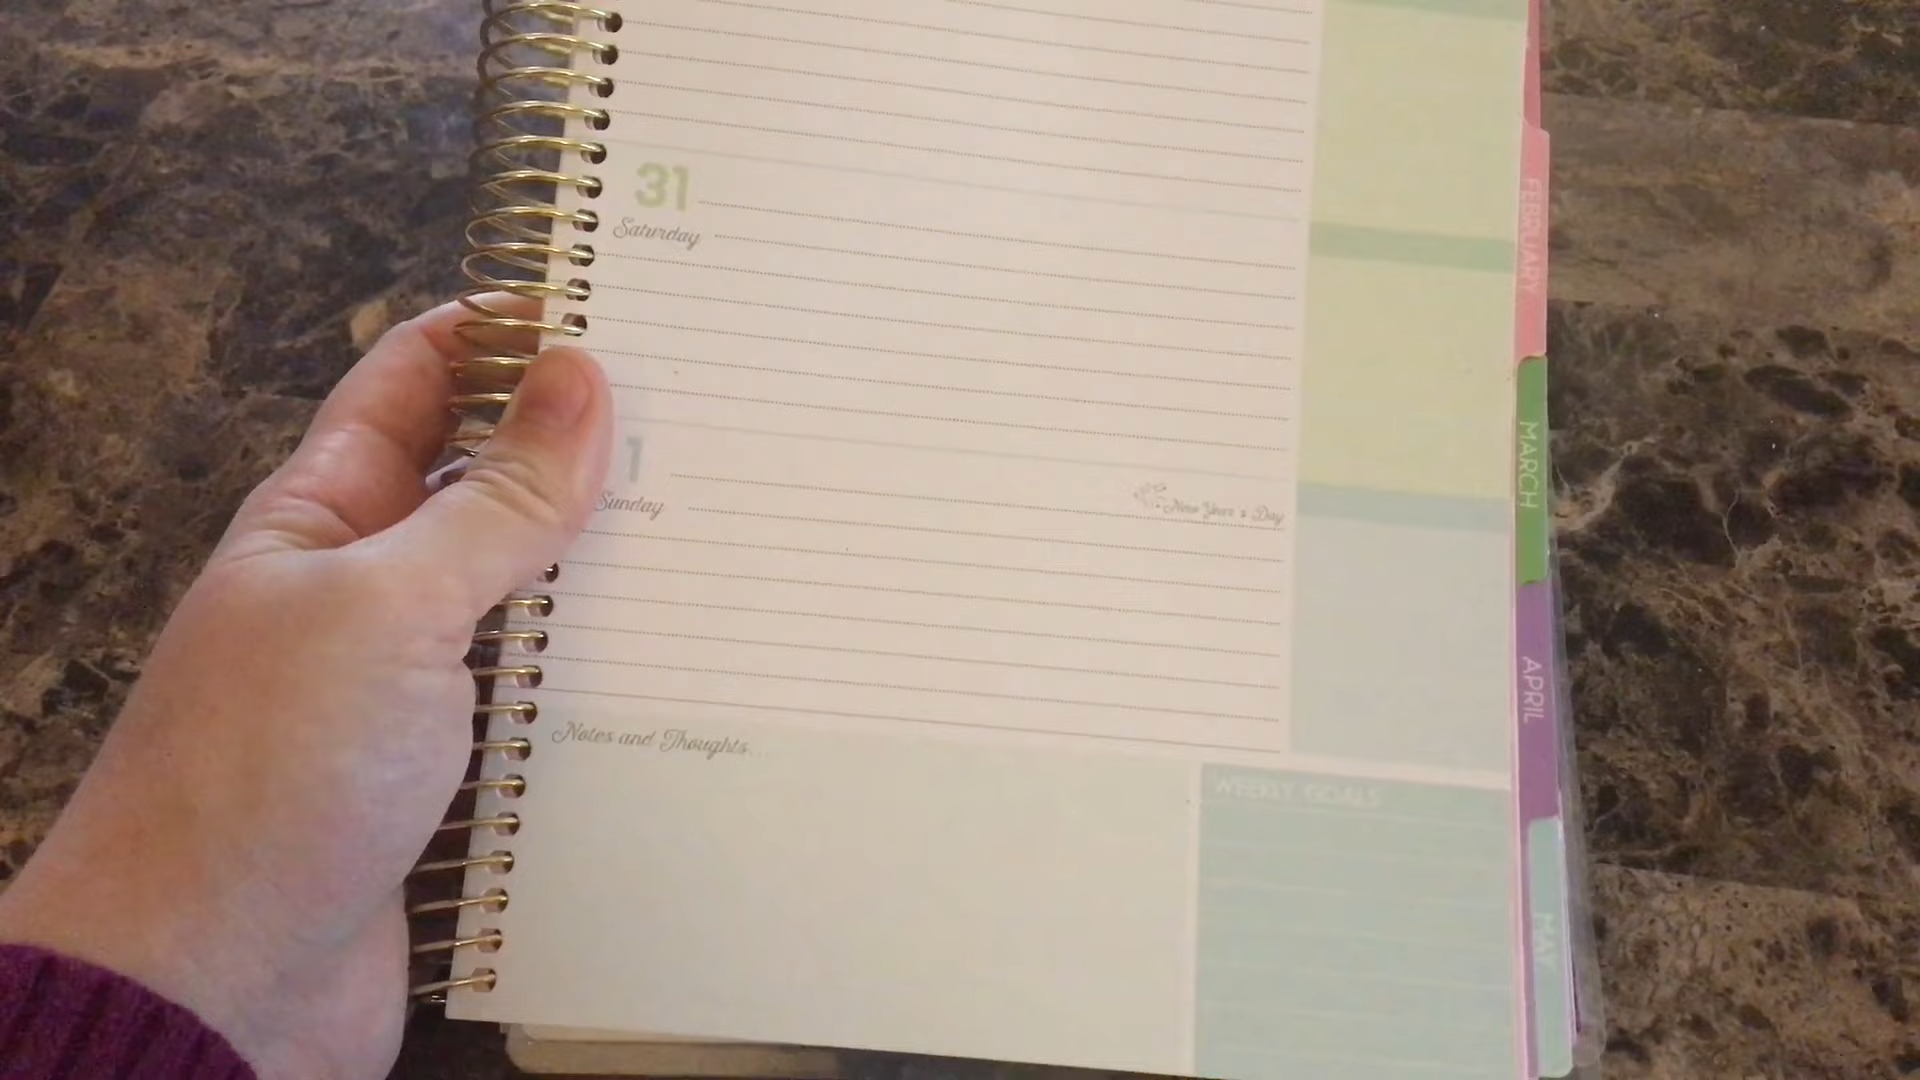 31
Saturday
1
Sunday
New Year's Day
Notes and Thoughts...
WEEKLY GOALS
FEBRUARY
MARCH
APRIL
MAY